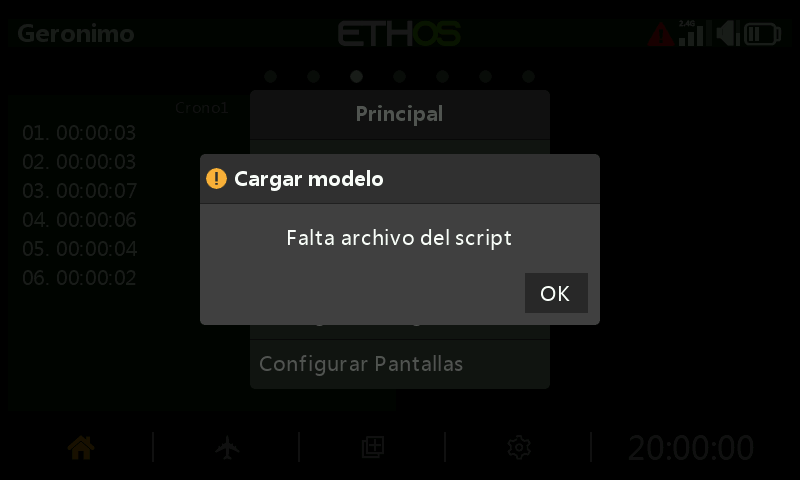 Geronimo
ETHOS
2.4G
Crono1
01. 00:00:03
02. 00:00:03
03. 00:00:07
04. 00:00:06
05. 00:00:04
06. 00:00:02
Principal
Cargar modelo
Falta archivo del script
OK
Configurar Pantallas
20:00:00